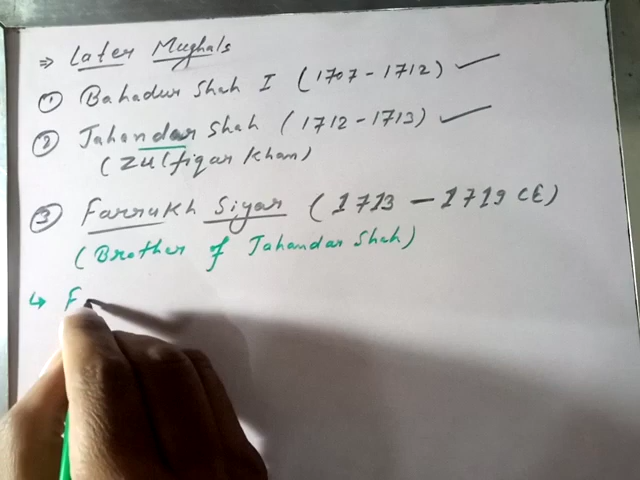 ⇒ Later Mughals
① Bahadur Shah I (1707 - 1712) ✓
② Jahandar Shah (1712 - 1713) ✓
(Zulfiqar Khan)
③ Farrukh Siyar (1713 — 1719 CE)
(Brother of Jahandar Shah)
↳ F